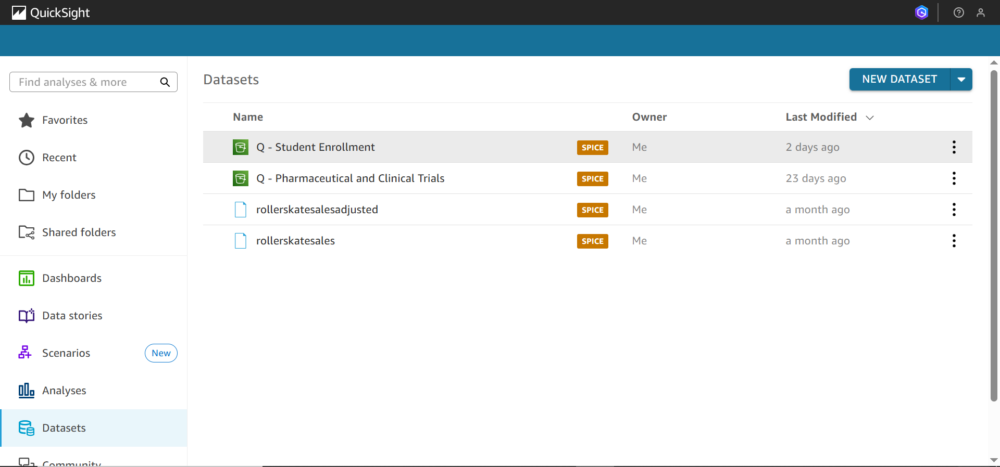 QuickSight
Find analyses & more
Favorites
Recent
My folders
Shared folders
Dashboards
Data stories
Scenarios New
Analyses
Datasets
Community
Datasets
NEW DATASET
Name Owner Last Modified
Q - Student Enrollment SPICE Me 2 days ago
Q - Pharmaceutical and Clinical Trials SPICE Me 23 days ago
rollerskatesalesadjusted SPICE Me a month ago
rollerskatesales SPICE Me a month ago